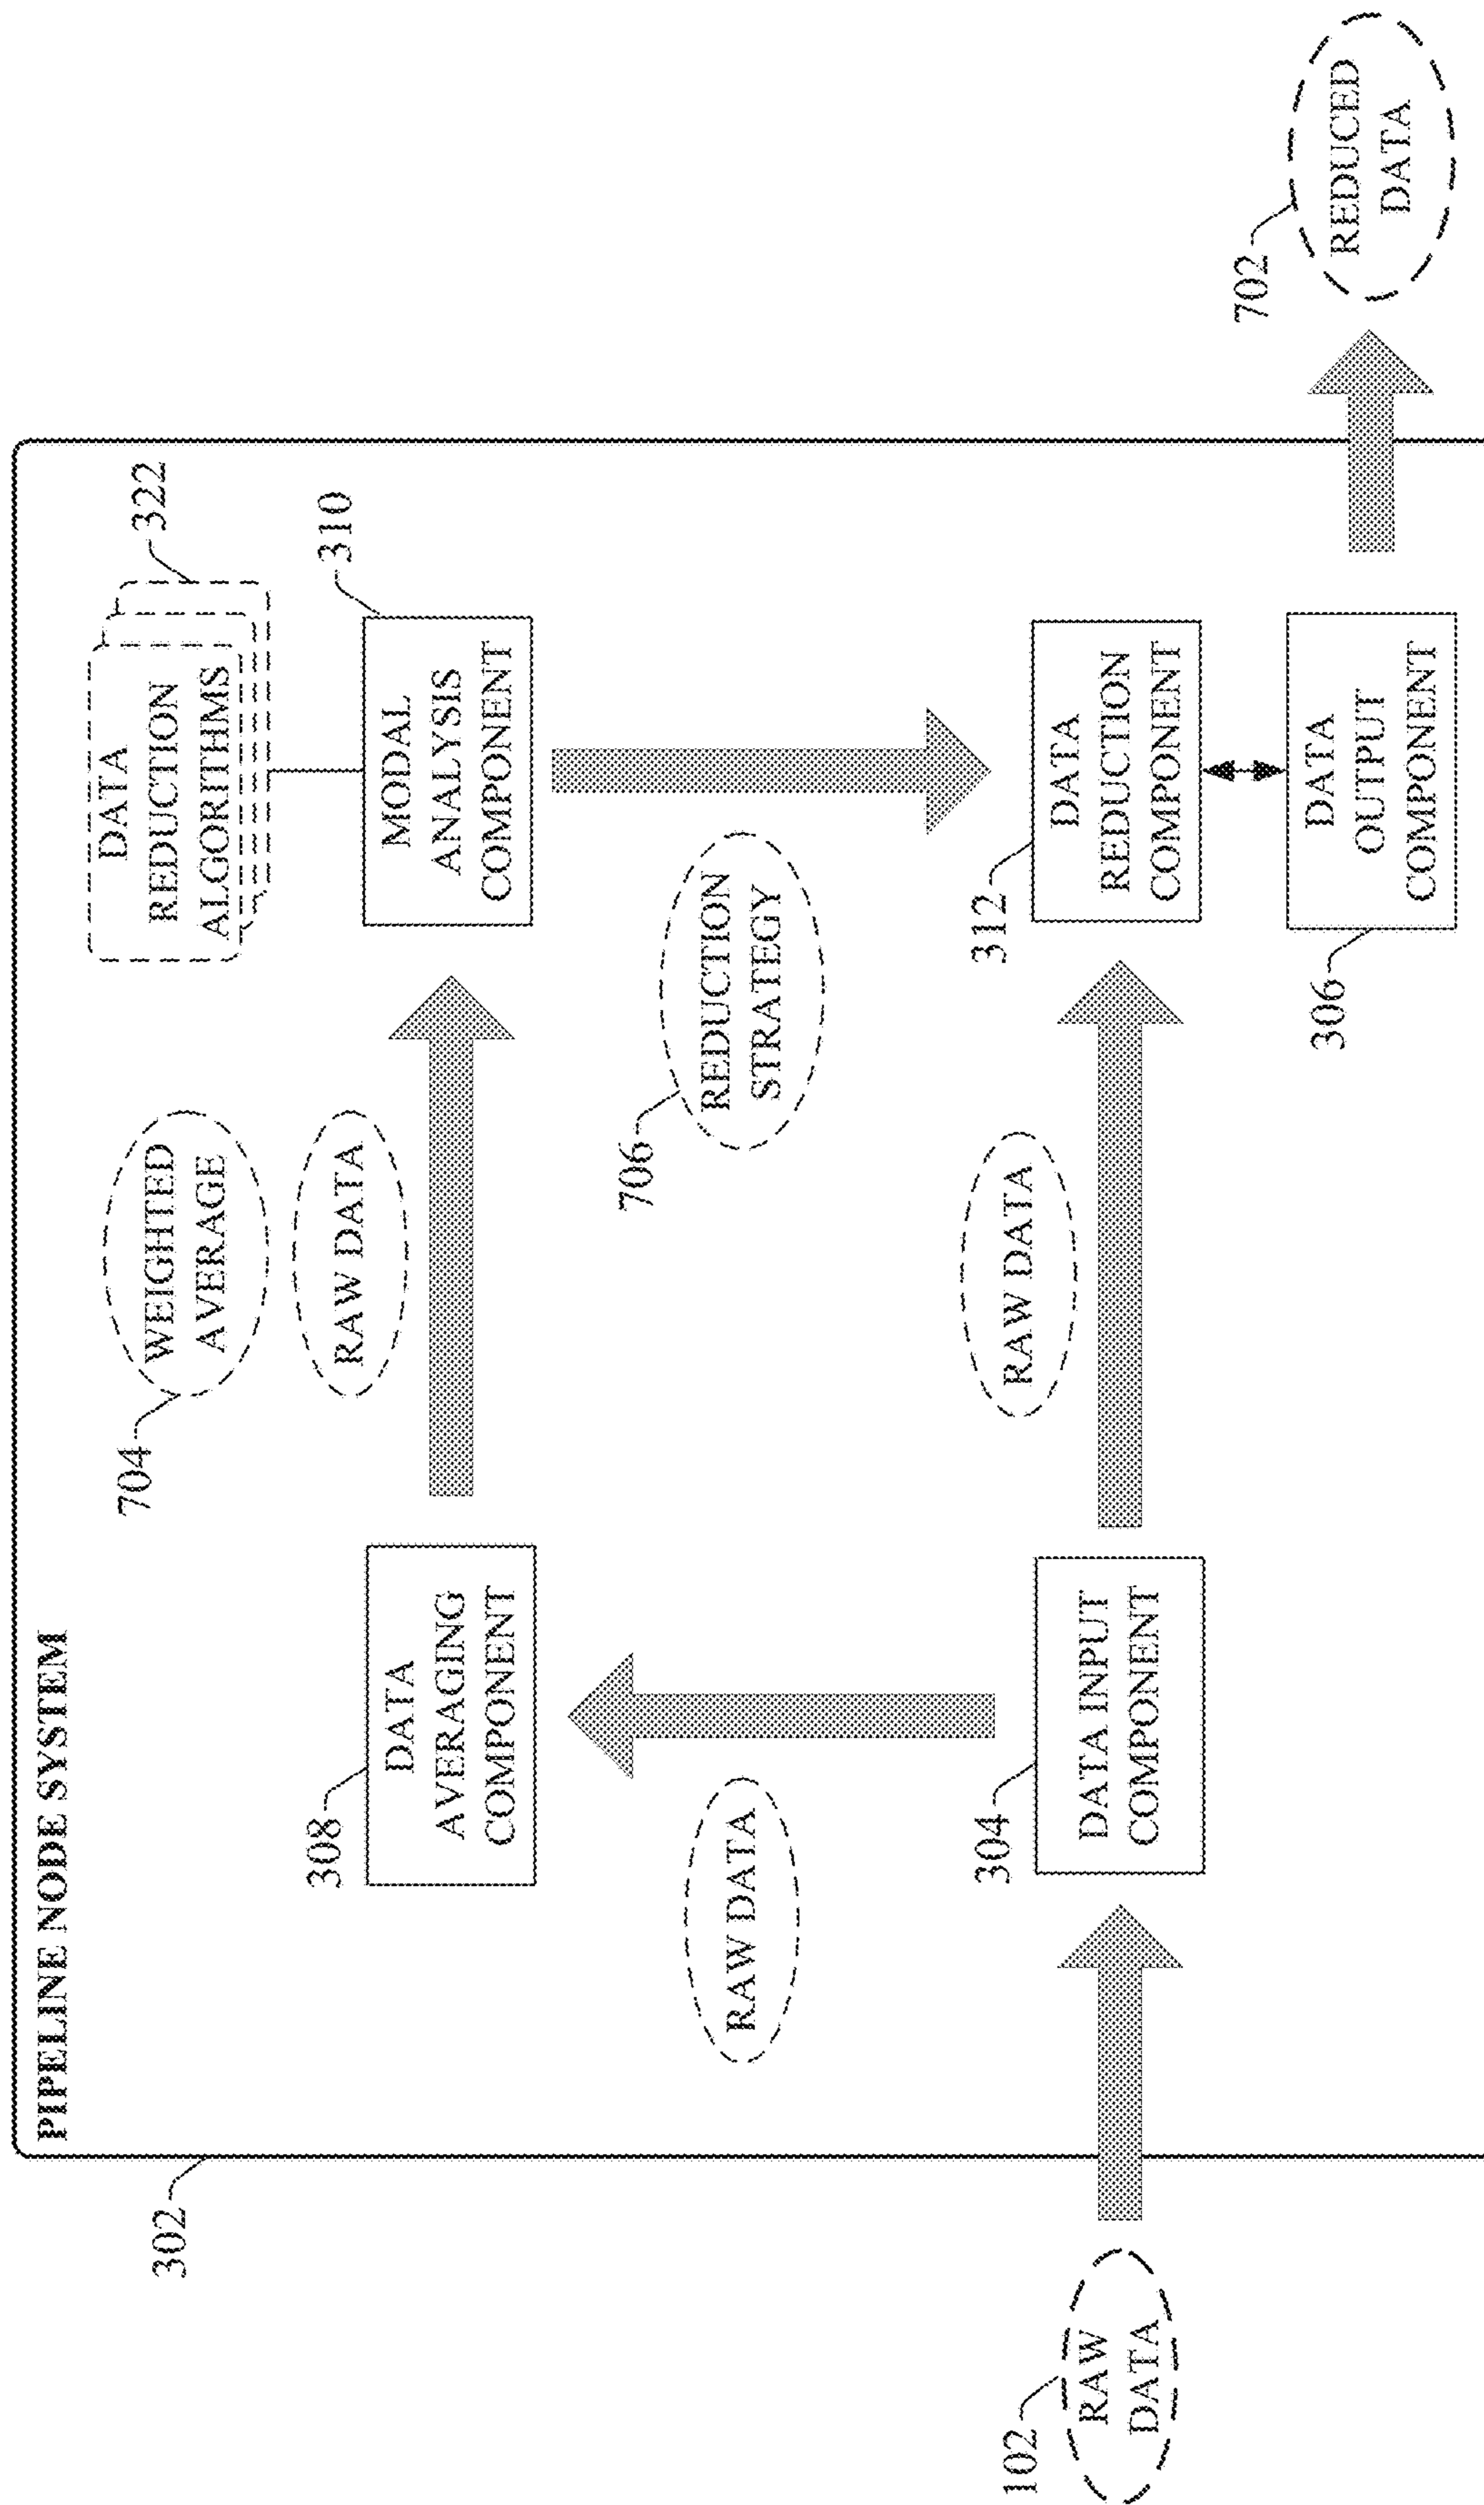 PIPELINE NODE SYSTEM
302
DATA
REDUCTION
ALGORITHMS
322
704
WEIGHTED
AVERAGE
RAW DATA
308
DATA
AVERAGING
COMPONENT
310
MODAL
ANALYSIS
COMPONENT
RAW DATA
706
REDUCTION
STRATEGY
102
RAW
DATA
304
DATA INPUT
COMPONENT
RAW DATA
312
DATA
REDUCTION
COMPONENT
306
DATA
OUTPUT
COMPONENT
702
REDUCED
DATA